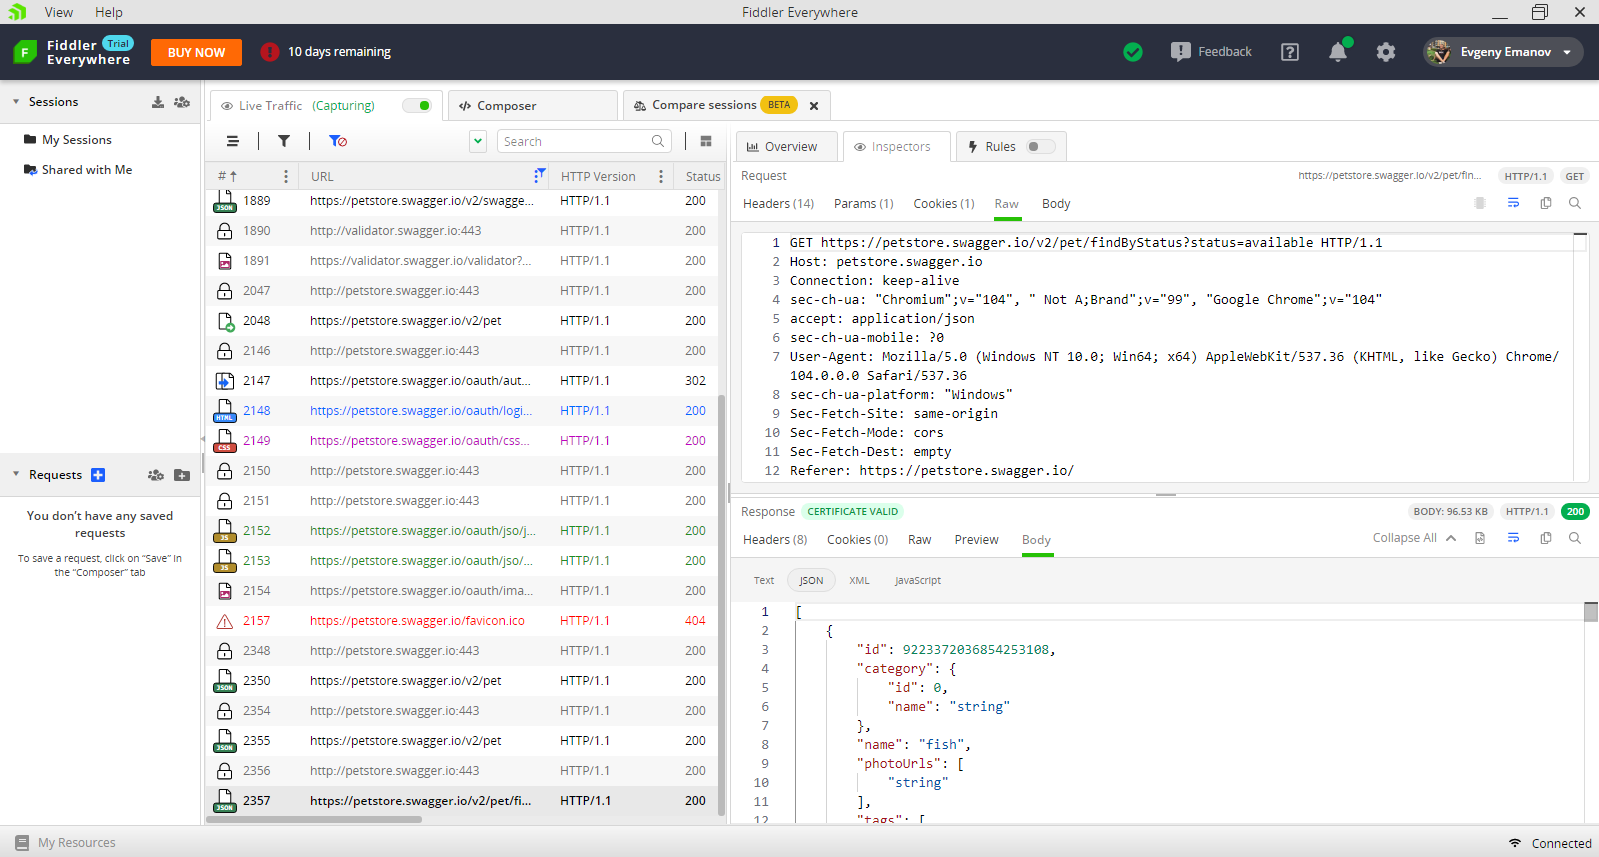 View Help Fiddler Everywhere
Fiddler Trial
Everywhere
BUY NOW
10 days remaining
Feedback
Evgeny Emanov
Sessions
My Sessions
Shared with Me
Requests
You don’t have any saved
requests
To save a request, click on “Save” in
the “Composer” tab
Live Traffic (Capturing)
Composer
Compare sessions BETA
Search
# URL HTTP Version Status
JSON 1889 https://petstore.swagger.io/v2/swagge... HTTP/1.1 200
1890 http://validator.swagger.io:443 HTTP/1.1 200
1891 https://validator.swagger.io/validator?... HTTP/1.1 200
2047 http://petstore.swagger.io:443 HTTP/1.1 200
2048 https://petstore.swagger.io/v2/pet HTTP/1.1 200
2146 http://petstore.swagger.io:443 HTTP/1.1 200
2147 https://petstore.swagger.io/oauth/aut... HTTP/1.1 302
HTML 2148 https://petstore.swagger.io/oauth/logi... HTTP/1.1 200
CSS 2149 https://petstore.swagger.io/oauth/css... HTTP/1.1 200
2150 http://petstore.swagger.io:443 HTTP/1.1 200
2151 http://petstore.swagger.io:443 HTTP/1.1 200
JS 2152 https://petstore.swagger.io/oauth/jso/j... HTTP/1.1 200
JS 2153 https://petstore.swagger.io/oauth/jso/... HTTP/1.1 200
2154 https://petstore.swagger.io/oauth/ima... HTTP/1.1 200
2157 https://petstore.swagger.io/favicon.ico HTTP/1.1 404
2348 http://petstore.swagger.io:443 HTTP/1.1 200
JSON 2350 https://petstore.swagger.io/v2/pet HTTP/1.1 200
2354 http://petstore.swagger.io:443 HTTP/1.1 200
JSON 2355 https://petstore.swagger.io/v2/pet HTTP/1.1 200
2356 http://petstore.swagger.io:443 HTTP/1.1 200
JSON 2357 https://petstore.swagger.io/v2/pet/fi... HTTP/1.1 200
Overview Inspectors Rules
Request https://petstore.swagger.io/v2/pet/fin... HTTP/1.1 GET
Headers (14) Params (1) Cookies (1) Raw Body
1 GET https://petstore.swagger.io/v2/pet/findByStatus?status=available HTTP/1.1
2 Host: petstore.swagger.io
3 Connection: keep-alive
4 sec-ch-ua: "Chromium";v="104", " Not A;Brand";v="99", "Google Chrome";v="104"
5 accept: application/json
6 sec-ch-ua-mobile: ?0
7 User-Agent: Mozilla/5.0 (Windows NT 10.0; Win64; x64) AppleWebKit/537.36 (KHTML, like Gecko) Chrome/
104.0.0.0 Safari/537.36
8 sec-ch-ua-platform: "Windows"
9 Sec-Fetch-Site: same-origin
10 Sec-Fetch-Mode: cors
11 Sec-Fetch-Dest: empty
12 Referer: https://petstore.swagger.io/
Response CERTIFICATE VALID BODY: 96.53 KB HTTP/1.1 200
Headers (8) Cookies (0) Raw Preview Body Collapse All
Text JSON XML JavaScript
1 [
2 {
3 "id": 9223372036854253108,
4 "category": {
5 "id": 0,
6 "name": "string"
7 },
8 "name": "fish",
9 "photoUrls": [
10 "string"
11 ],
12 "tags": [
My Resources
Connected